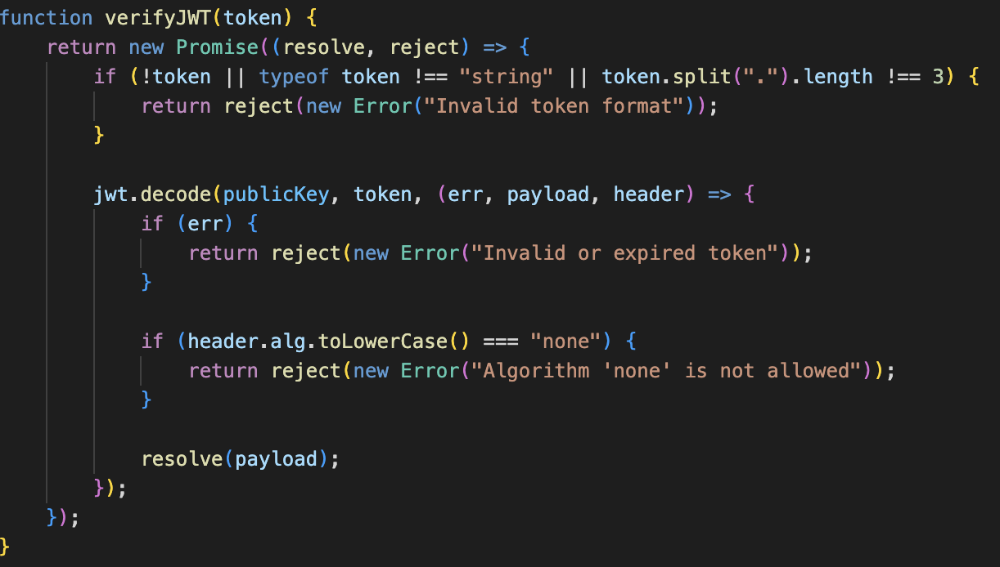 function verifyJWT(token) {
    return new Promise((resolve, reject) => {
        if (!token || typeof token !== "string" || token.split(".").length !== 3) {
            return reject(new Error("Invalid token format"));
        }

        jwt.decode(publicKey, token, (err, payload, header) => {
            if (err) {
                return reject(new Error("Invalid or expired token"));
            }

            if (header.alg.toLowerCase() === "none") {
                return reject(new Error("Algorithm 'none' is not allowed"));
            }

            resolve(payload);
        });
    });
}